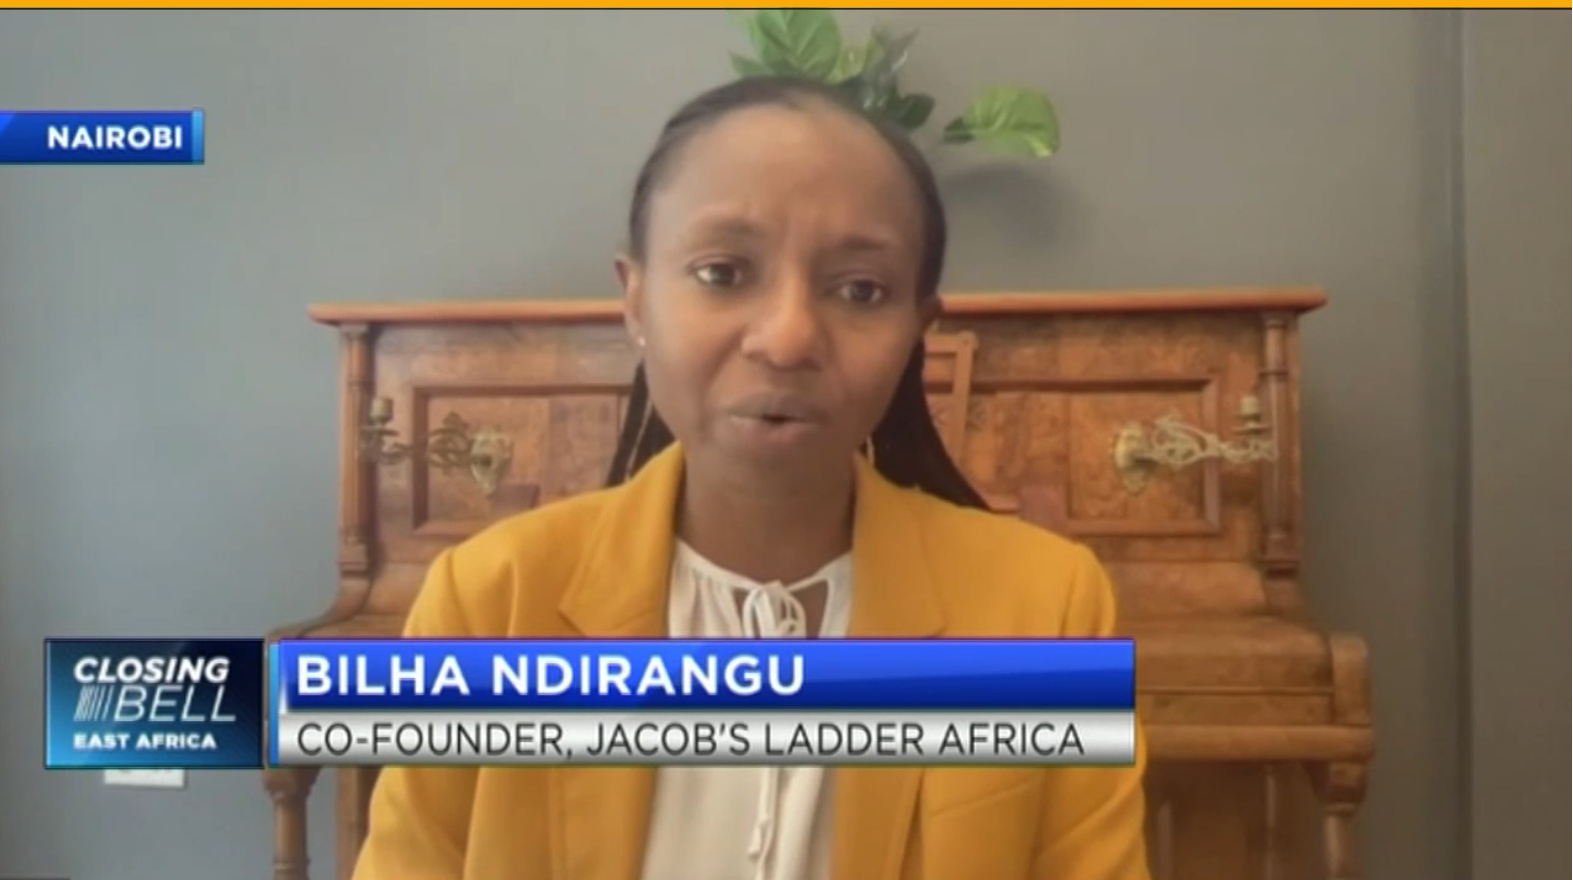 NAIROBI
CLOSING
BELL
EAST AFRICA
BILHA NDIRANGU
CO-FOUNDER, JACOB'S LADDER AFRICA